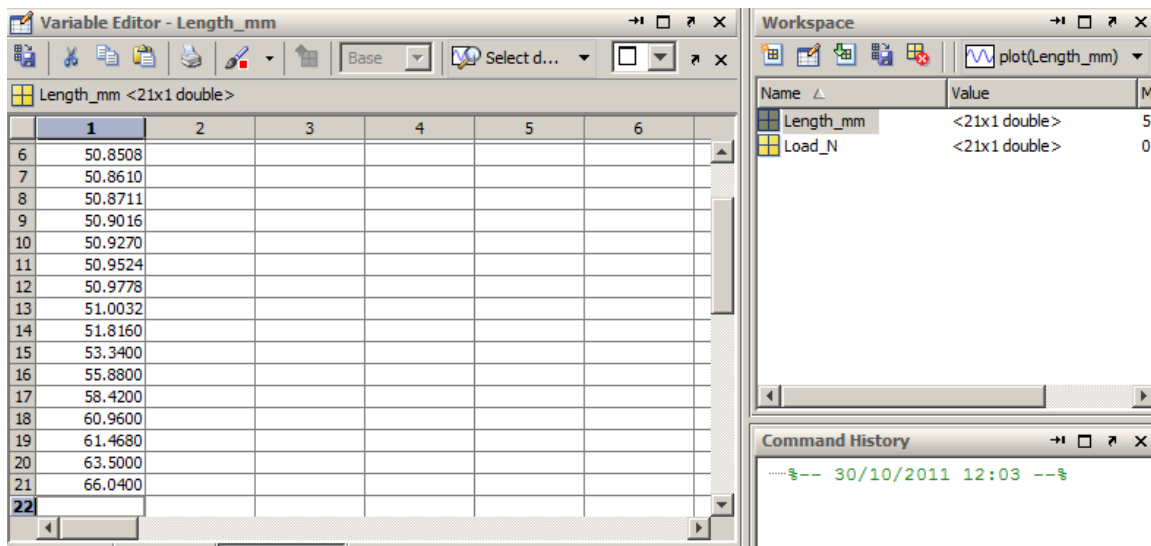 Variable Editor - Length_mm
Base
Select d...
Length_mm <21x1 double>
1 2 3 4 5 6
6 50.8508
7 50.8610
8 50.8711
9 50.9016
10 50.9270
11 50.9524
12 50.9778
13 51.0032
14 51.8160
15 53.3400
16 55.8800
17 58.4200
18 60.9600
19 61.4680
20 63.5000
21 66.0400
22
Workspace
plot(Length_mm)
Name Value M
Length_mm <21x1 double> 5
Load_N <21x1 double> 0
Command History
%-- 30/10/2011 12:03 --%